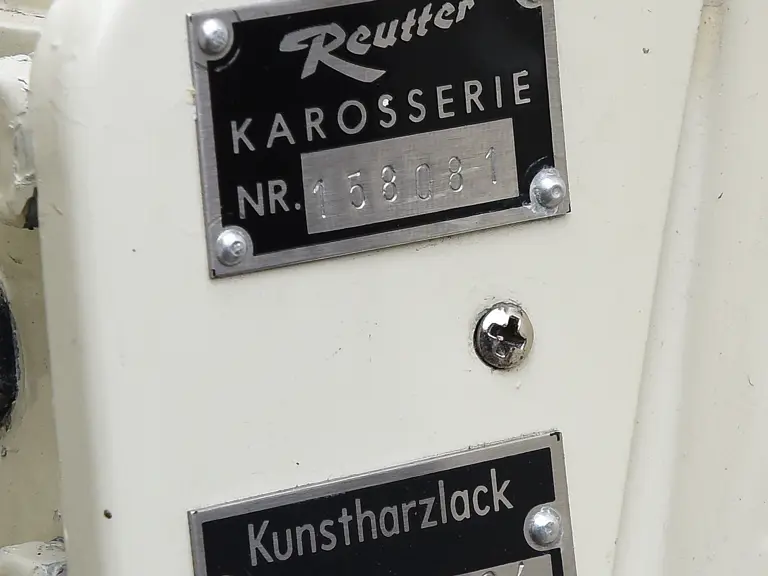 Reutter
KAROSSERIE
NR. 158081
Kunstharzlack